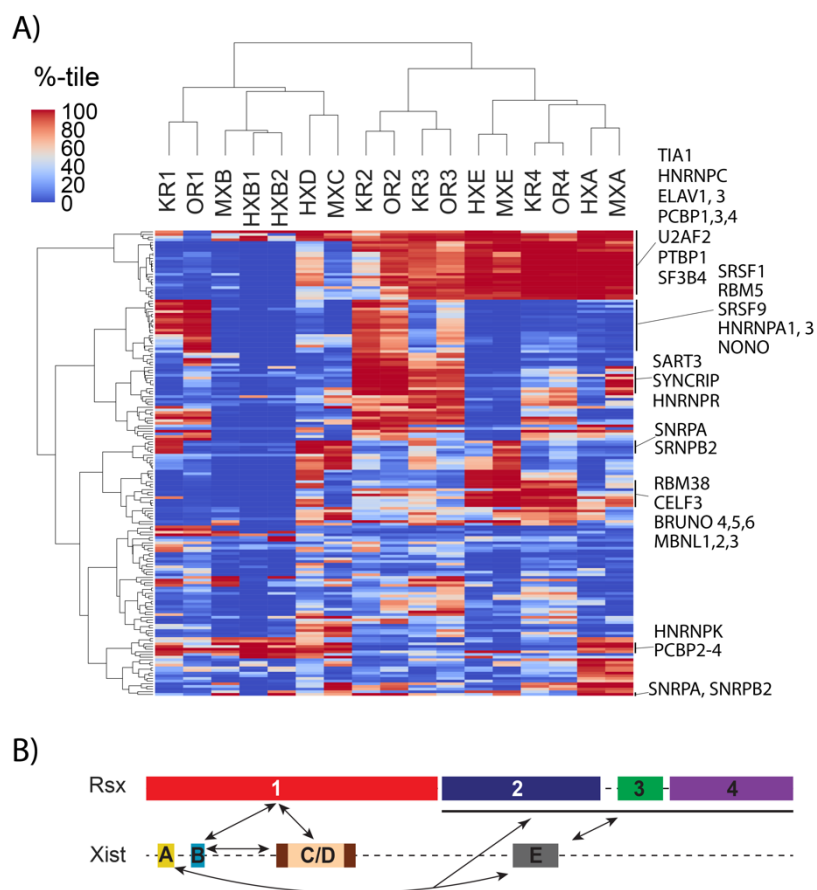 A)
%-tile
100
80
60
40
20
0
KR1 OR1 MXB HXB1 HXB2 HXD MXC KR2 OR2 KR3 OR3 HXE MXE KR4 OR4 HXA MXA
TIA1
HNRNPC
ELAV1, 3
PCBP1,3,4
U2AF2
PTBP1
SF3B4
SRSF1
RBM5
SRSF9
HNRNPA1, 3
NONO
SART3
SYNCRIP
HNRNPR
SNRPA
SRNPB2
RBM38
CELF3
BRUNO 4,5,6
MBNL1,2,3
HNRNPK
PCBP2-4
SNRPA, SNRPB2
B)
Rsx 1 2 3 4
Xist A B C/D E